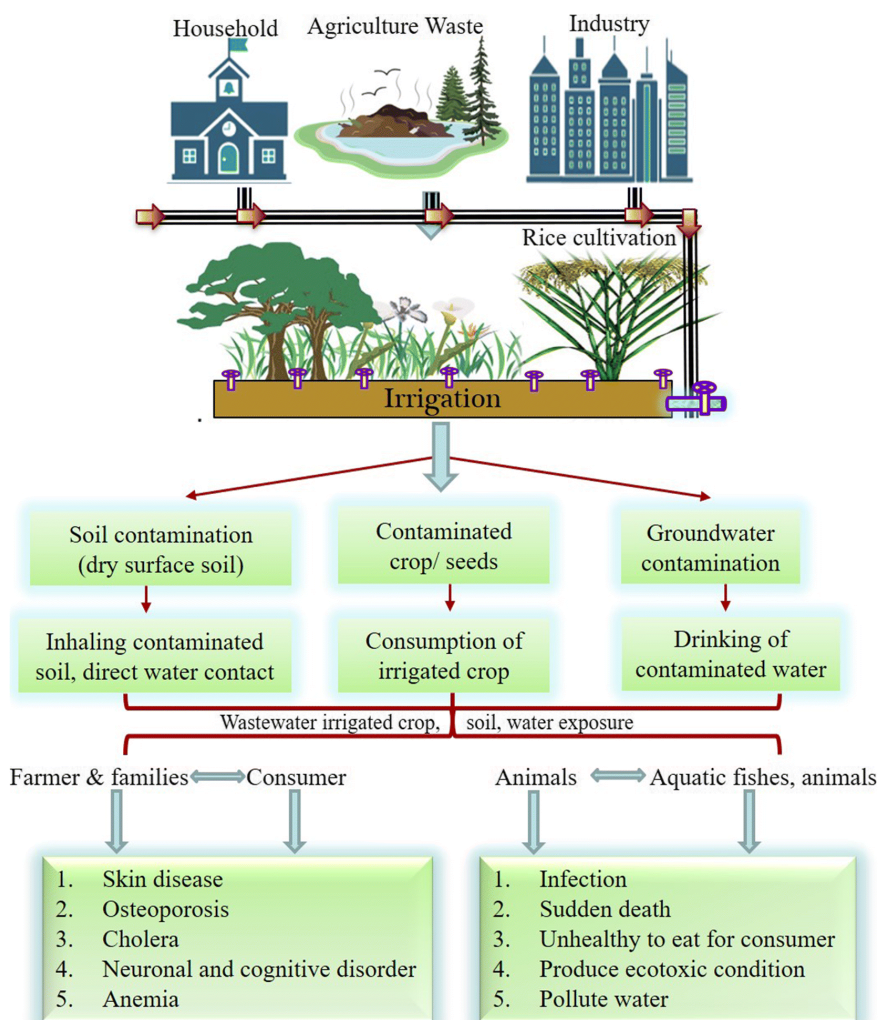 Household
Agriculture Waste
Industry
Rice cultivation
Irrigation
Soil contamination
(dry surface soil)
Contaminated
crop/ seeds
Groundwater
contamination
Inhaling contaminated
soil, direct water contact
Consumption of
irrigated crop
Drinking of
contaminated water
Wastewater irrigated crop, soil, water exposure
Farmer & families
Consumer
Animals
Aquatic fishes, animals
1. Skin disease
2. Osteoporosis
3. Cholera
4. Neuronal and cognitive disorder
5. Anemia
1. Infection
2. Sudden death
3. Unhealthy to eat for consumer
4. Produce ecotoxic condition
5. Pollute water